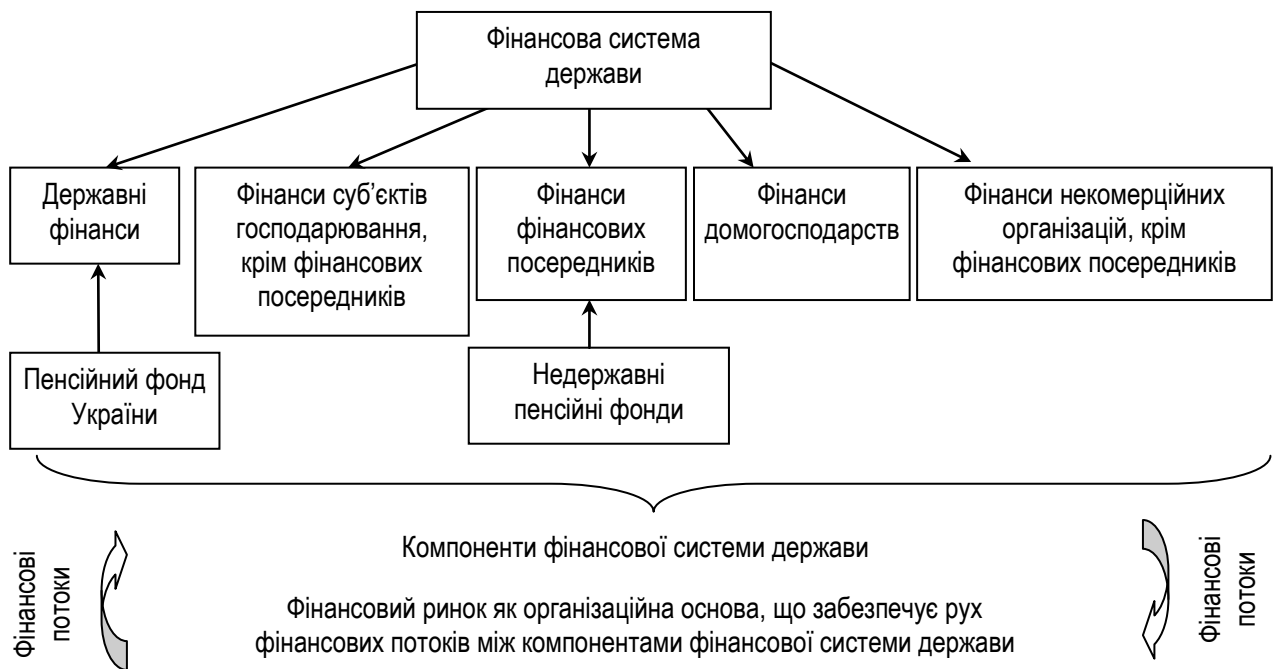 Фінансова система
держави
Державні
фінанси
Фінанси суб’єктів
господарювання,
крім фінансових
посередників
Фінанси
фінансових
посередників
Фінанси
домогосподарств
Фінанси некомерційних
організацій, крім
фінансових посередників
Пенсійний фонд
України
Недержавні
пенсійні фонди
Фінансові
потоки
Компоненти фінансової системи держави
Фінансовий ринок як організаційна основа, що забезпечує рух
фінансових потоків між компонентами фінансової системи держави
Фінансові
потоки